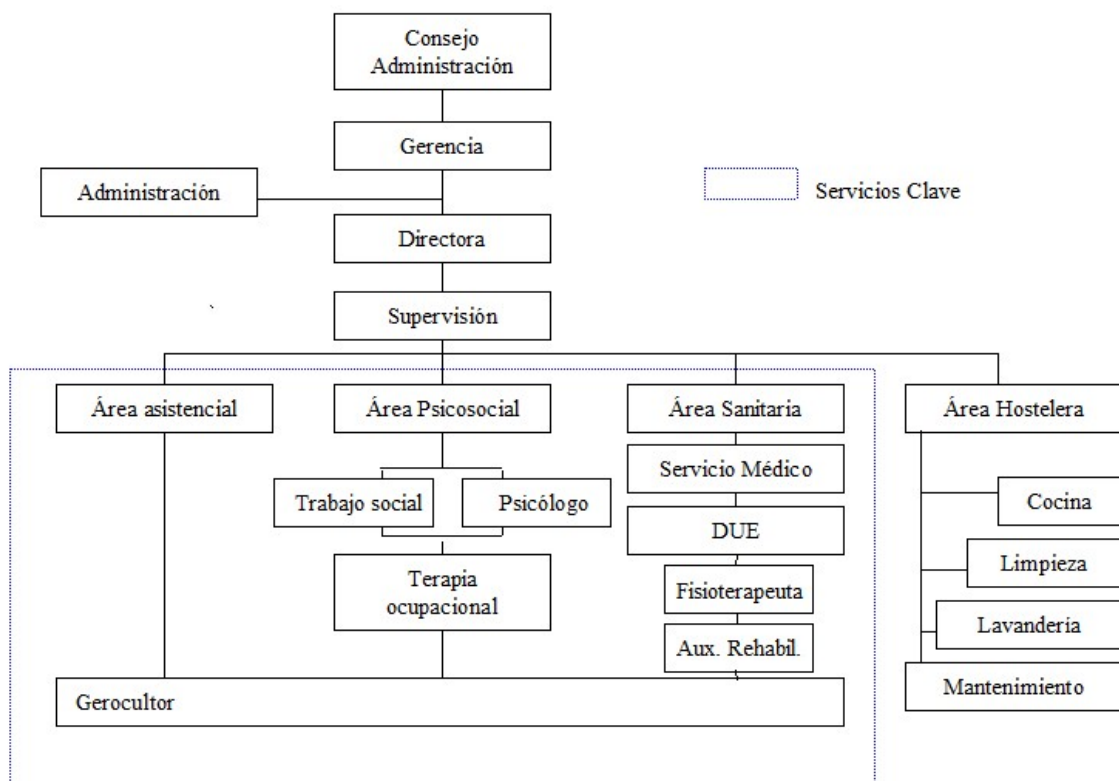 Consejo
Administración
Gerencia
Administración
Servicios Clave
Directora
Supervisión
Área asistencial
Área Psicosocial
Área Sanitaria
Área Hostelera
Servicio Médico
Trabajo social
Psicólogo
Cocina
DUE
Limpieza
Terapia
ocupacional
Fisioterapeuta
Lavandería
Aux. Rehabil.
Gerocultor
Mantenimiento